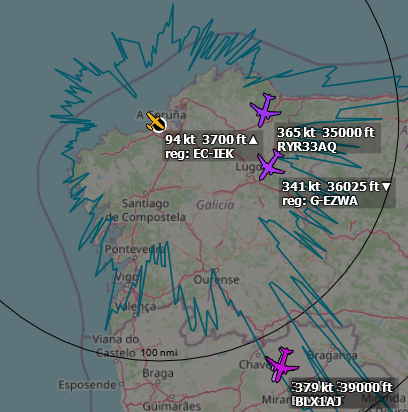 A Coruña
94 kt 3700 ft▲
reg: EC-IEK
365 kt 35000 ft
RYR33AQ
Lugo
341 kt 36025 ft▼
reg: G-EZWA
Santiago
de Compostela
Galicia
Pontevedra
Vigo
Ourense
Valença
Viana do
Castelo
100 nmi
Chaves
Bragança
Braga
Esposende
379 kt 39000 ft
Guimarães